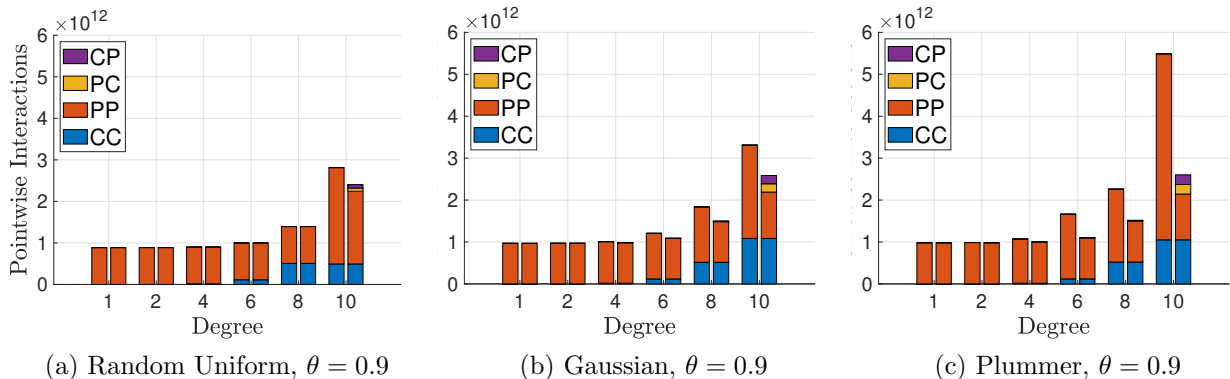 ×10^12
6
5
4
3
2
1
0
Pointwise Interactions
CP
PC
PP
CC
1 2 4 6 8 10
Degree
(a) Random Uniform, θ = 0.9
×10^12
6
5
4
3
2
1
0
CP
PC
PP
CC
1 2 4 6 8 10
Degree
(b) Gaussian, θ = 0.9
×10^12
6
5
4
3
2
1
0
CP
PC
PP
CC
1 2 4 6 8 10
Degree
(c) Plummer, θ = 0.9